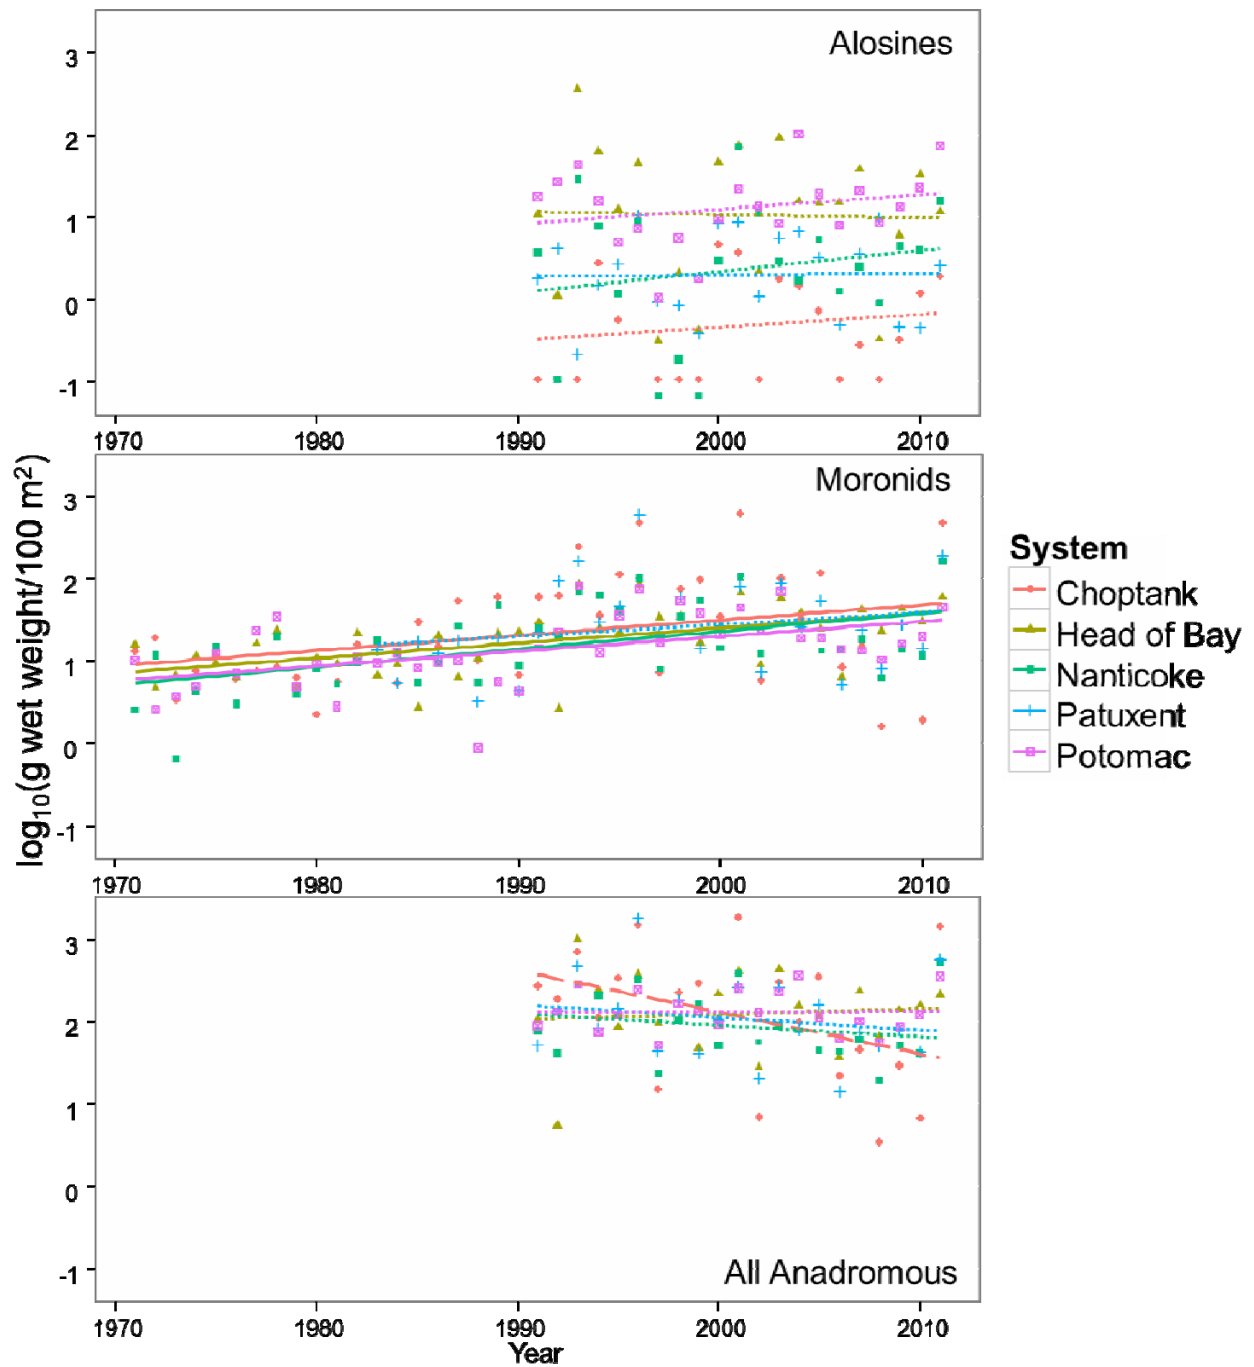 Alosines
3
2
1
0
-1
1970 1980 1990 2000 2010
Moronids
3
2
1
0
-1
1970 1980 1990 2000 2010
All Anadromous
3
2
1
0
-1
1970 1980 1990 2000 2010
Year
log₁₀(g wet weight/100 m²)
System
Choptank
Head of Bay
Nanticoke
Patuxent
Potomac